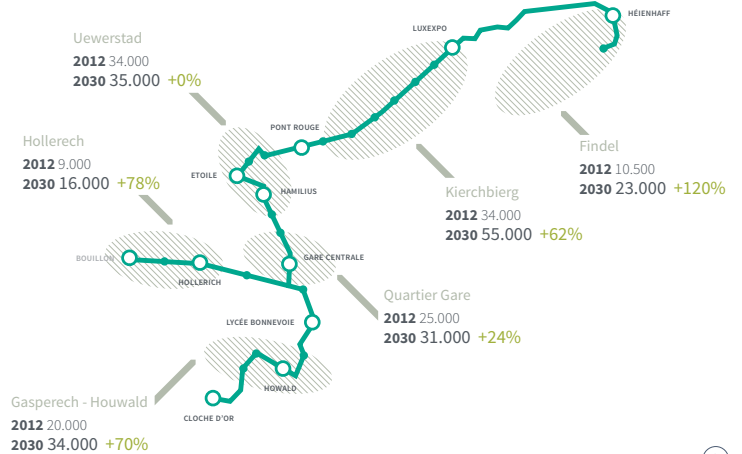 HÉIENHAFF
LUXEXPO
Uewerstad
2012 34.000
2030 35.000 +0%
PONT ROUGE
Hollerech
2012 9.000
2030 16.000 +78%
Findel
2012 10.500
2030 23.000 +120%
ETOILE
HAMILIUS
Kierchbierg
2012 34.000
2030 55.000 +62%
BOUILLON
GARE CENTRALE
HOLLERICH
Quartier Gare
2012 25.000
2030 31.000 +24%
LYCÉE BONNEVOIE
HOWALD
Gasperech - Houwald
2012 20.000
2030 34.000 +70%
CLOCHE D'OR